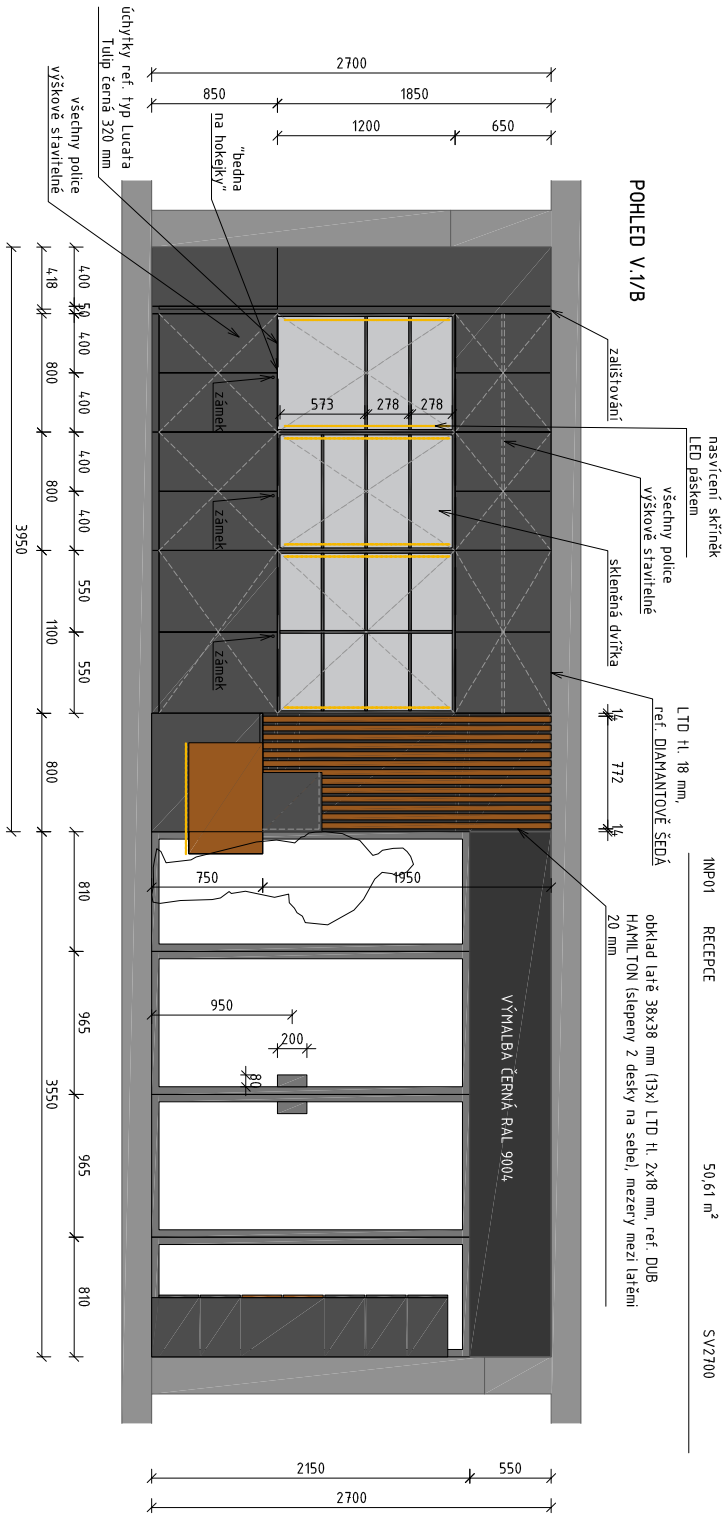 1NP01 RECEPCE 50,61 m² SV2700
POHLED V.1/B
zalištování
nasvícení skříněk
LED páskem
všechny police
výškově stavitelné
skleněná dvířka
LTD tl. 18 mm,
ref. DIAMANTOVĚ ŠEDÁ
obklad latě 38x38 mm (13x) LTD tl. 2x18 mm, ref. DUB
HAMILTON (slepeny 2 desky na sebe), mezery mezi latěmi
20 mm
14 772 14
2700
850 1850
1200 650
"bedna
na hokejky"
úchytky ref. typ Lucata
Tulip černá 320 mm
všechny police
výškově stavitelné
573 278 278
zámek
zámek
zámek
VÝMALBA ČERNÁ RAL 9004
750 1950
950
200
80
400 50 400 400 400 400 550 550
418 800 800 1100 800
3950
810 965 965 810
3550
2150 550
2700